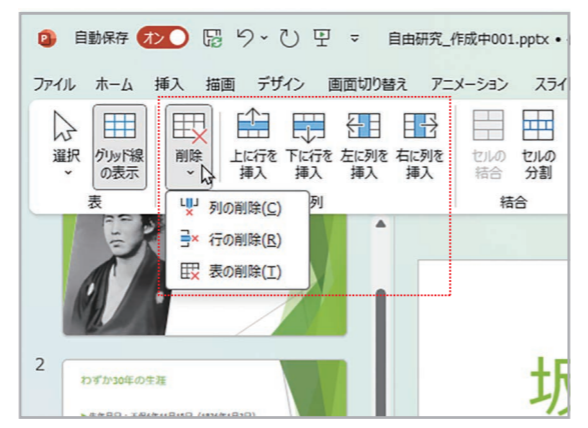 自動保存 オン 自由研究_作成中001.pptx •
ファイル ホーム 挿入 描画 デザイン 画面切り替え アニメーション スライ
選択 グリッド線の表示 削除 上に行を挿入 下に行を挿入 左に列を挿入 右に列を挿入 セルの結合 セルの分割
表 列 結合
列の削除(C)
行の削除(R)
表の削除(T)
2
わずか30年の生涯
坂